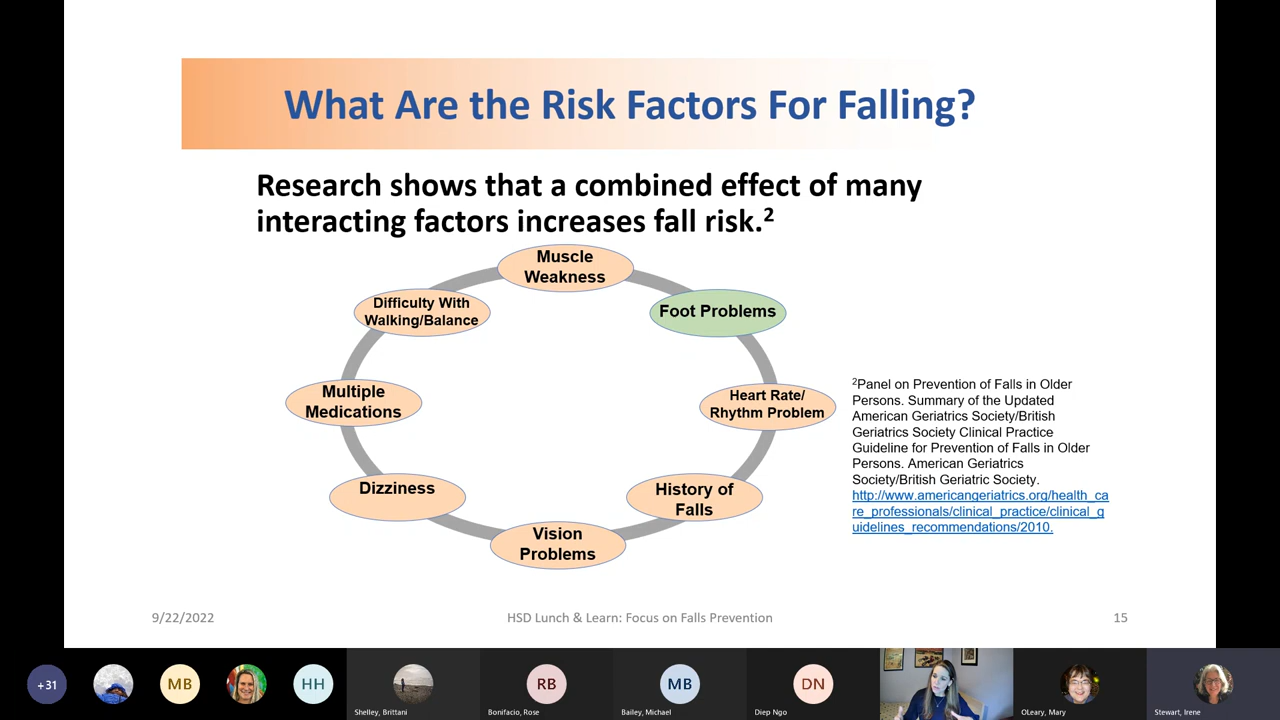 What Are the Risk Factors For Falling?
Research shows that a combined effect of many
interacting factors increases fall risk.2
Muscle
Weakness
Difficulty With
Walking/Balance
Foot Problems
Multiple
Medications
Heart Rate/
Rhythm Problem
Dizziness
History of
Falls
Vision
Problems
2Panel on Prevention of Falls in Older
Persons. Summary of the Updated
American Geriatrics Society/British
Geriatrics Society Clinical Practice
Guideline for Prevention of Falls in Older
Persons. American Geriatrics
Society/British Geriatric Society.
http://www.americangeriatrics.org/health_ca
re_professionals/clinical_practice/clinical_g
uidelines_recommendations/2010.
9/22/2022
HSD Lunch & Learn: Focus on Falls Prevention
15
+31
MB
HH
RB
MB
DN
Shelley, Brittani
Bonifacio, Rose
Bailey, Michael
Diep Ngo
OLeary, Mary
Stewart, Irene